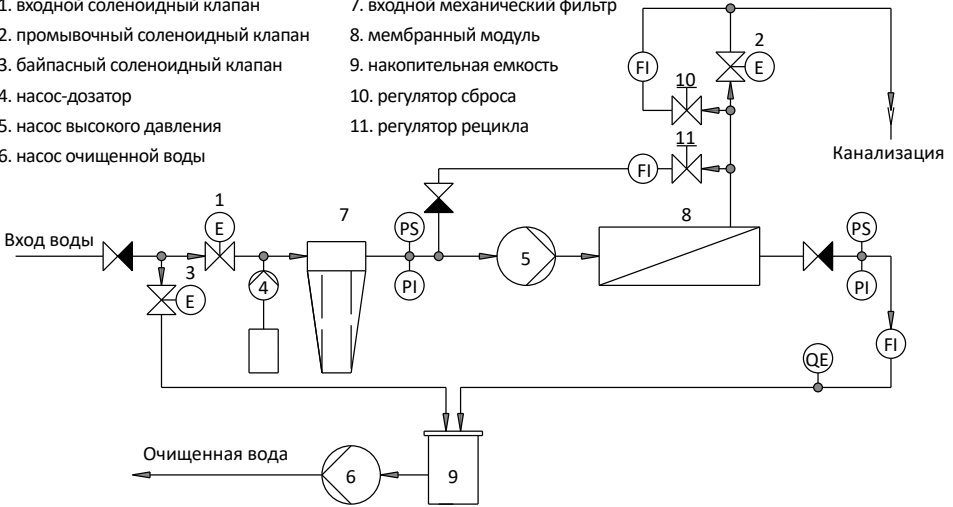 1. входной соленоидный клапан
2. промывочный соленоидный клапан
3. байпасный соленоидный клапан
4. насос-дозатор
5. насос высокого давления
6. насос очищенной воды
7. входной механический фильтр
8. мембранный модуль
9. накопительная емкость
10. регулятор сброса
11. регулятор рецикла
2
FI
E
10
11
FI
Канализация
1
E
7
PS
8
PS
Вход воды
3
E
4
PI
5
PI
FI
QE
Очищенная вода
6
9